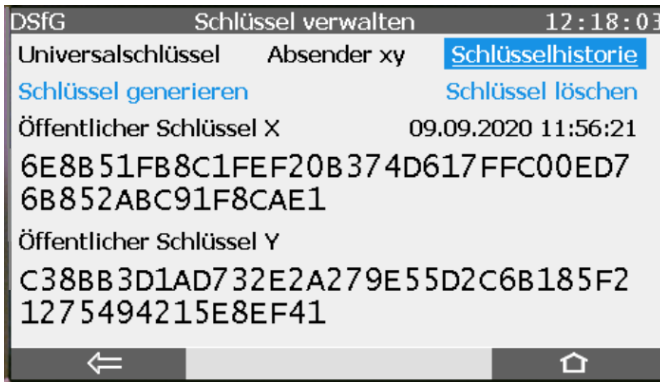 DSfG Schlüssel verwalten 12:18:03
Universalschlüssel Absender xy Schlüsselhistorie
Schlüssel generieren Schlüssel löschen
Öffentlicher Schlüssel X 09.09.2020 11:56:21
6E8B51FB8C1FEF20B374D617FFC00ED7
6B852ABC91F8CAE1
Öffentlicher Schlüssel Y
C38BB3D1AD732E2A279E55D2C6B185F2
1275494215E8EF41